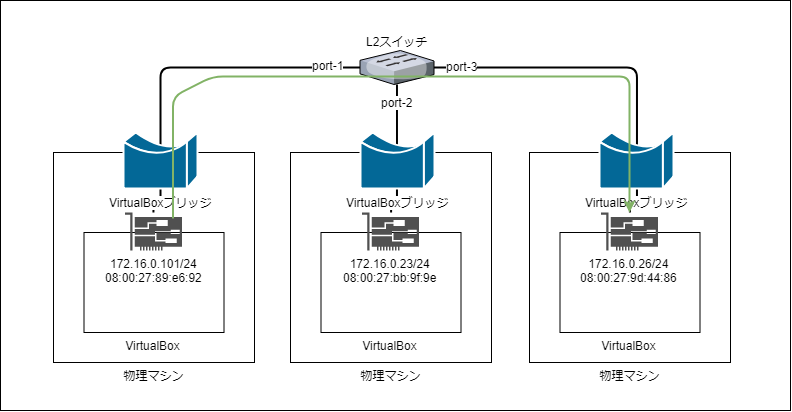 L2スイッチ
port-1
port-3
port-2
VirtualBoxブリッジ
VirtualBoxブリッジ
VirtualBoxブリッジ
172.16.0.101/24
08:00:27:89:e6:92
172.16.0.23/24
08:00:27:bb:9f:9e
172.16.0.26/24
08:00:27:9d:44:86
VirtualBox
VirtualBox
VirtualBox
物理マシン
物理マシン
物理マシン